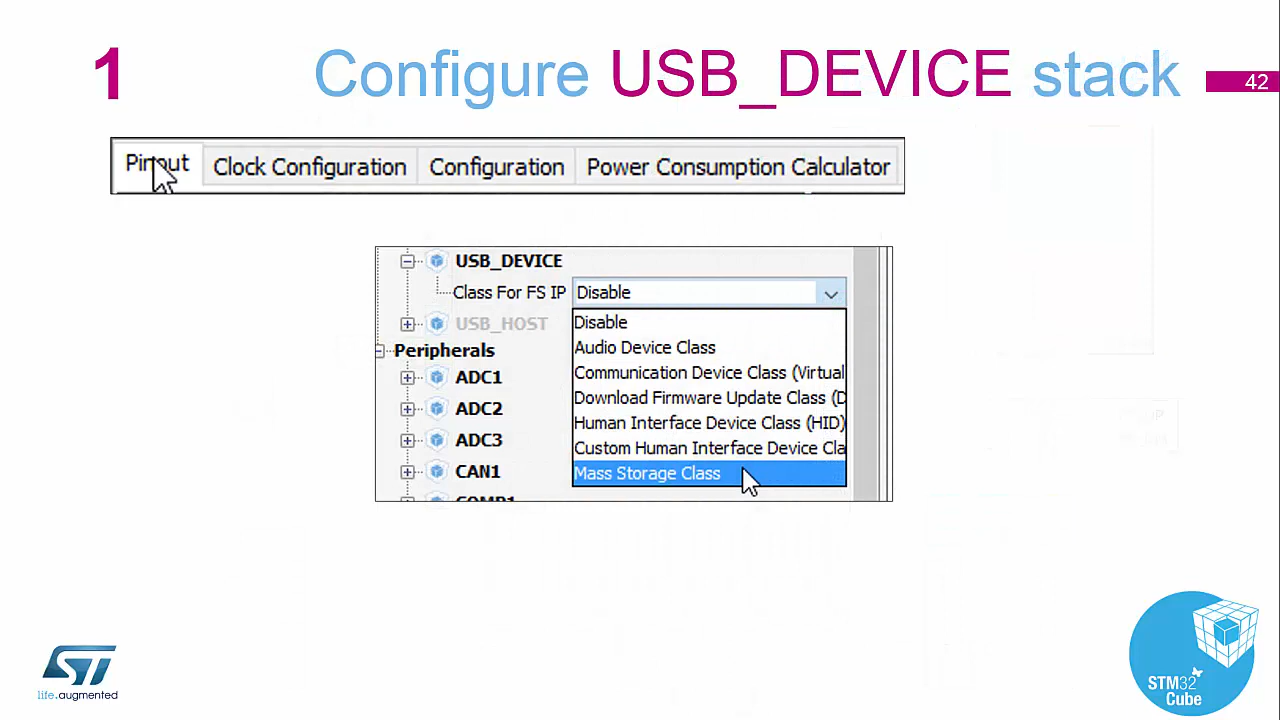 1
Configure USB_DEVICE stack
42
Pinout
Clock Configuration
Configuration
Power Consumption Calculator
USB_DEVICE
Class For FS IP
Disable
Disable
USB_HOST
Audio Device Class
Peripherals
Communication Device Class (Virtual
ADC1
Download Firmware Update Class (D
ADC2
Human Interface Device Class (HID)
ADC3
Custom Human Interface Device Cla
CAN1
Mass Storage Class
COMP1
ST
life.augmented
STM32
Cube